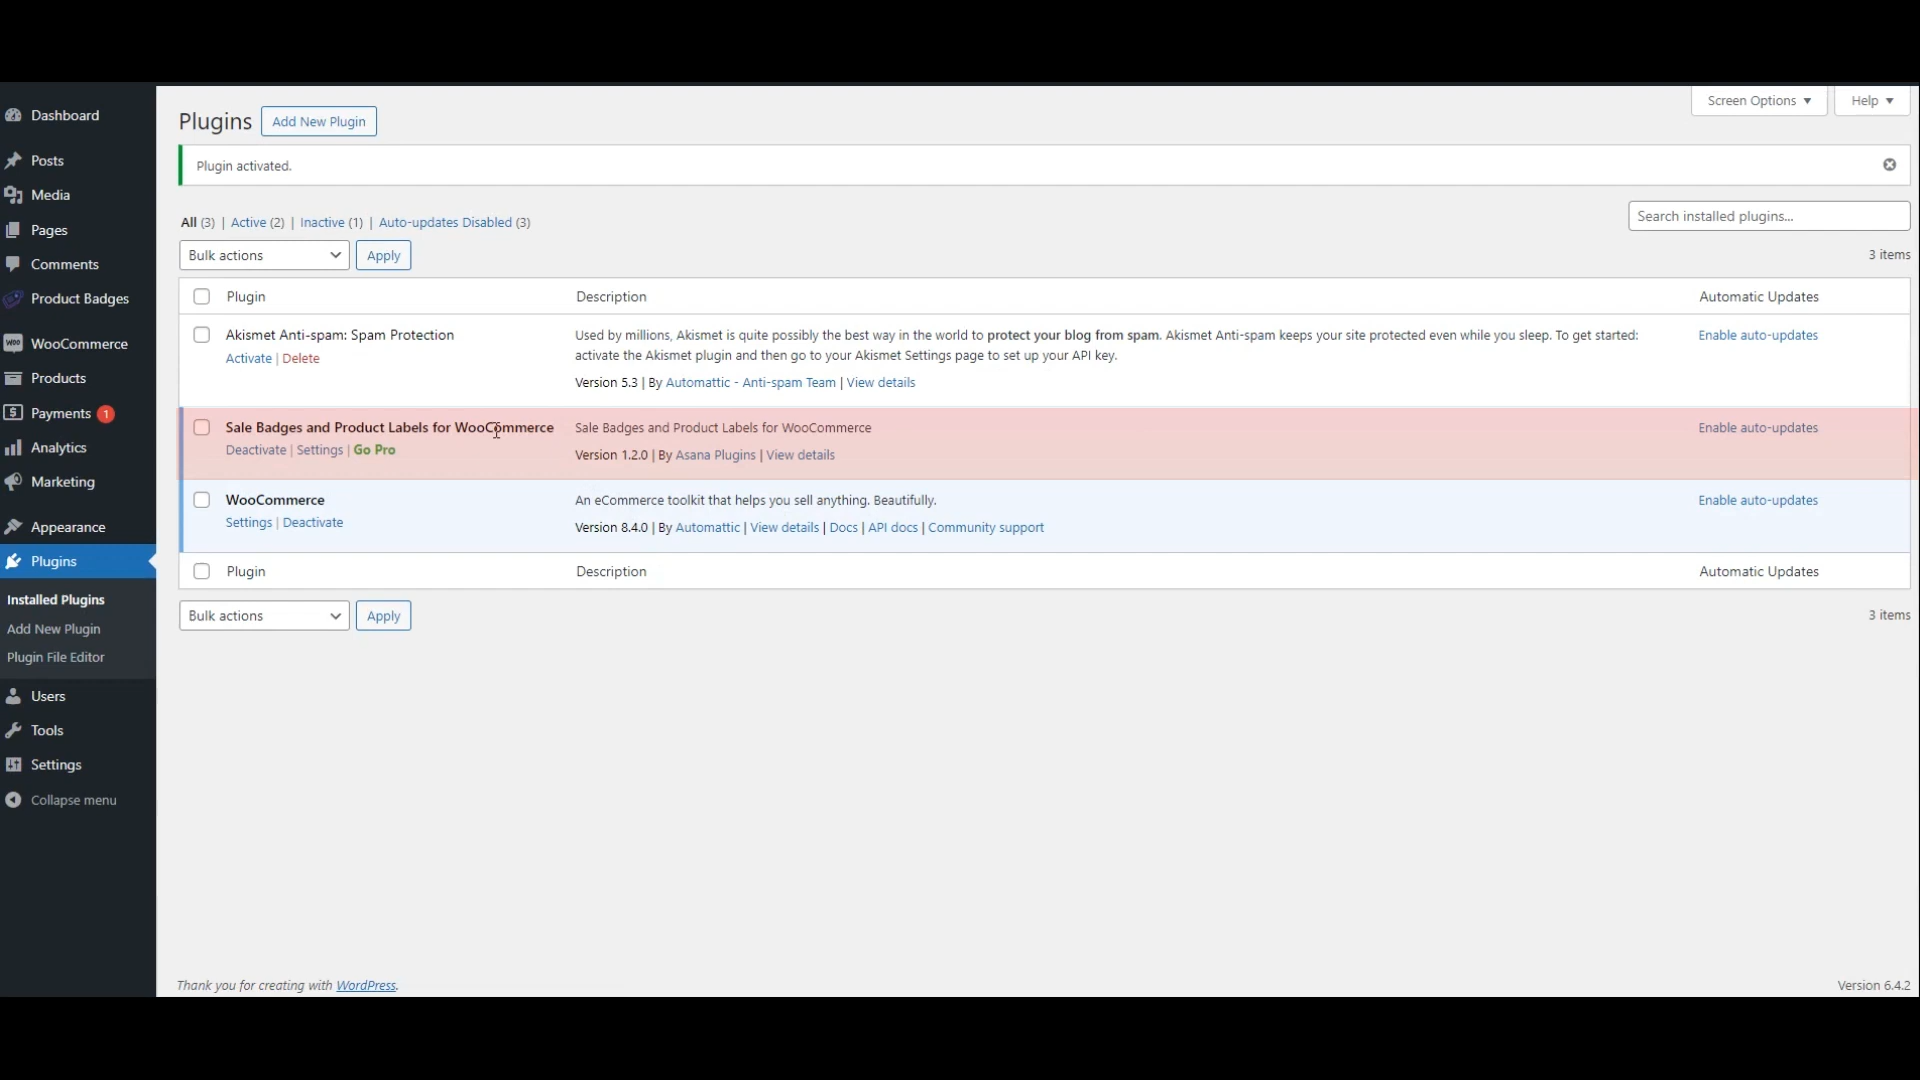 Screen Options
Help
Dashboard
Posts
Media
Pages
Comments
Product Badges
WooCommerce
Products
Payments 1
Analytics
Marketing
Appearance
Plugins
Installed Plugins
Add New Plugin
Plugin File Editor
Users
Tools
Settings
Collapse menu
Plugins Add New Plugin
Plugin activated.
All (3) | Active (2) | Inactive (1) | Auto-updates Disabled (3)
Search installed plugins...
Bulk actions Apply
3 items
Plugin Description Automatic Updates
Akismet Anti-spam: Spam Protection
Activate | Delete
Used by millions, Akismet is quite possibly the best way in the world to protect your blog from spam. Akismet Anti-spam keeps your site protected even while you sleep. To get started:
activate the Akismet plugin and then go to your Akismet Settings page to set up your API key.
Version 5.3 | By Automattic - Anti-spam Team | View details
Enable auto-updates
Sale Badges and Product Labels for WooCommerce
Deactivate | Settings | Go Pro
Sale Badges and Product Labels for WooCommerce
Version 1.2.0 | By Asana Plugins | View details
Enable auto-updates
WooCommerce
Settings | Deactivate
An eCommerce toolkit that helps you sell anything. Beautifully.
Version 8.4.0 | By Automattic | View details | Docs | API docs | Community support
Enable auto-updates
Plugin Description Automatic Updates
Bulk actions Apply
3 items
Thank you for creating with WordPress.
Version 6.4.2
WOO